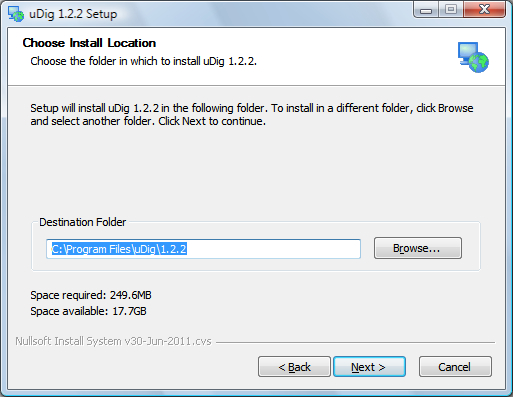 uDig 1.2.2 Setup
Choose Install Location
Choose the folder in which to install uDig 1.2.2.
Setup will install uDig 1.2.2 in the following folder. To install in a different folder, click Browse
and select another folder. Click Next to continue.
Destination Folder
C:\Program Files\uDig\1.2.2
Browse...
Space required: 249.6MB
Space available: 17.7GB
Nullsoft Install System v30-Jun-2011.cvs
< Back
Next >
Cancel